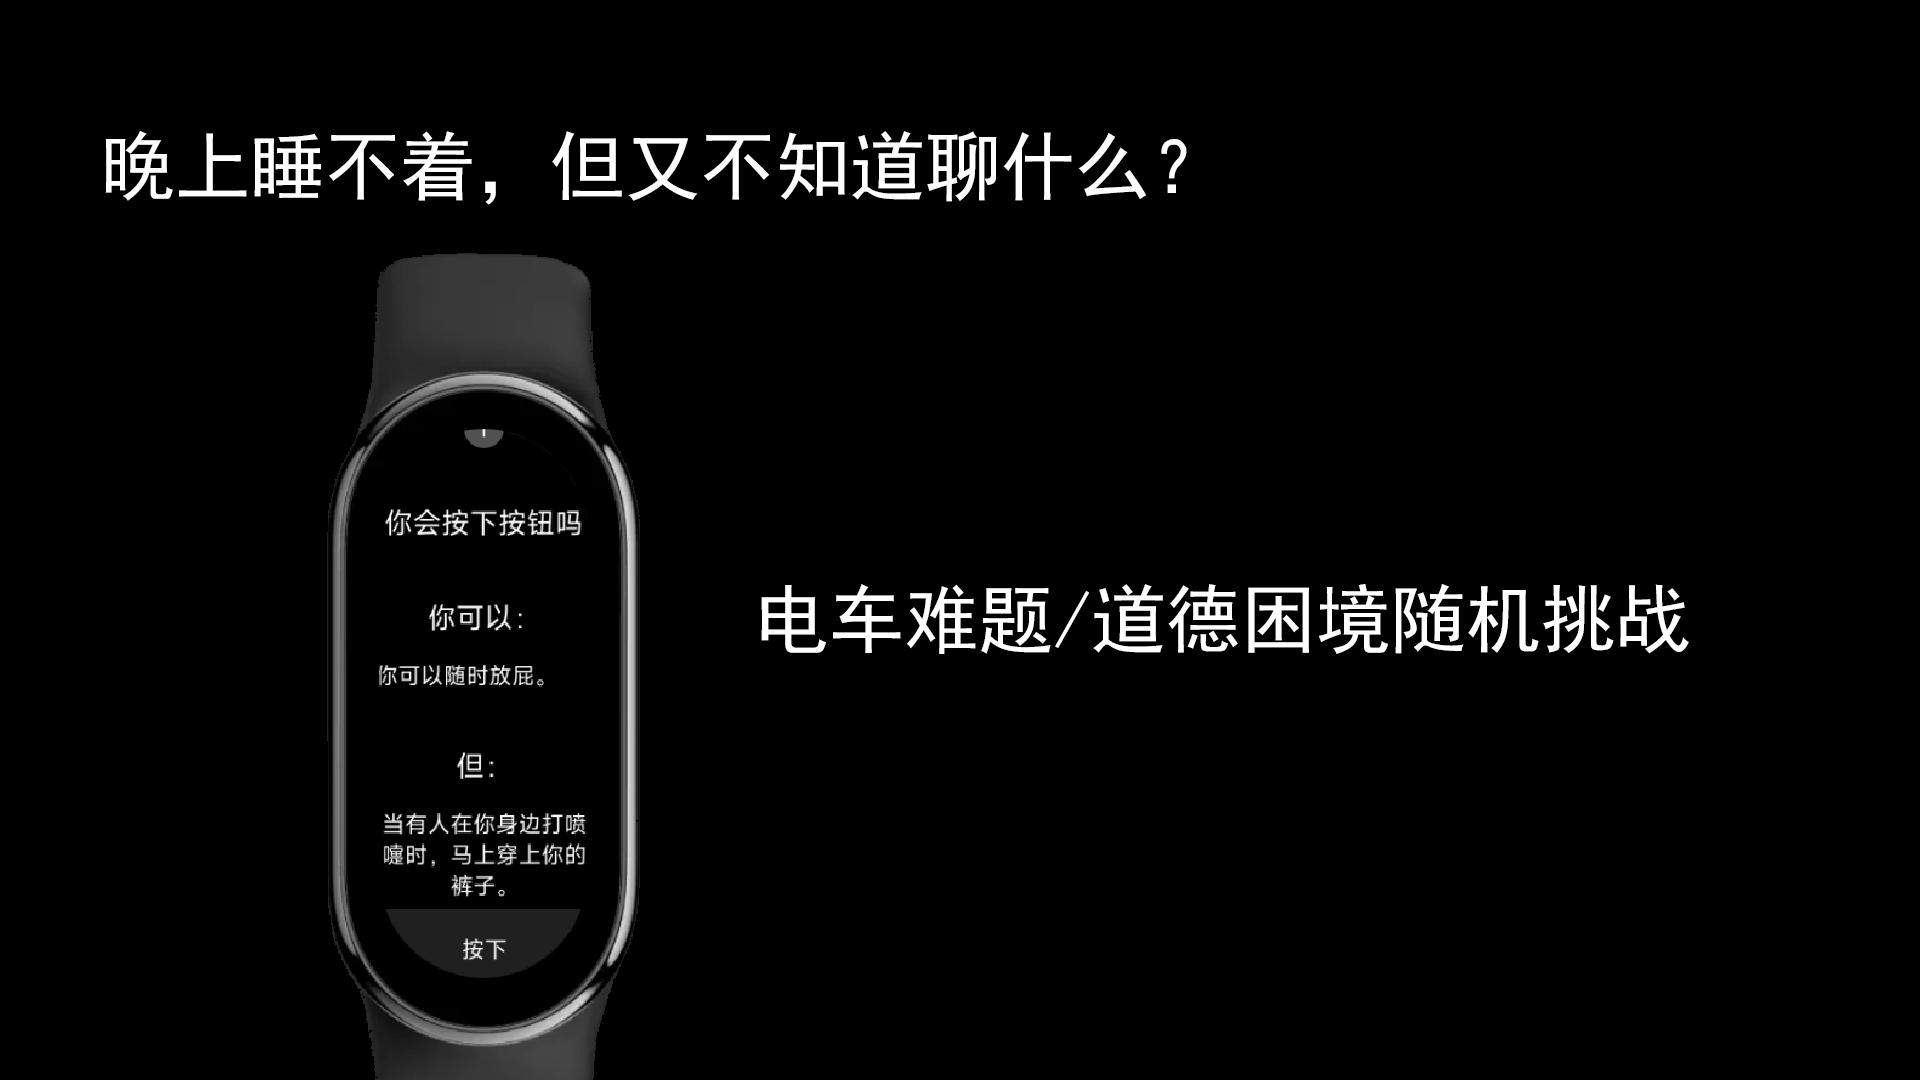 晚上睡不着，但又不知道聊什么？
你会按下按钮吗
你可以：
你可以随时放屁。
但：
当有人在你身边打喷
嚏时，马上穿上你的
裤子。
按下
电车难题/道德困境随机挑战